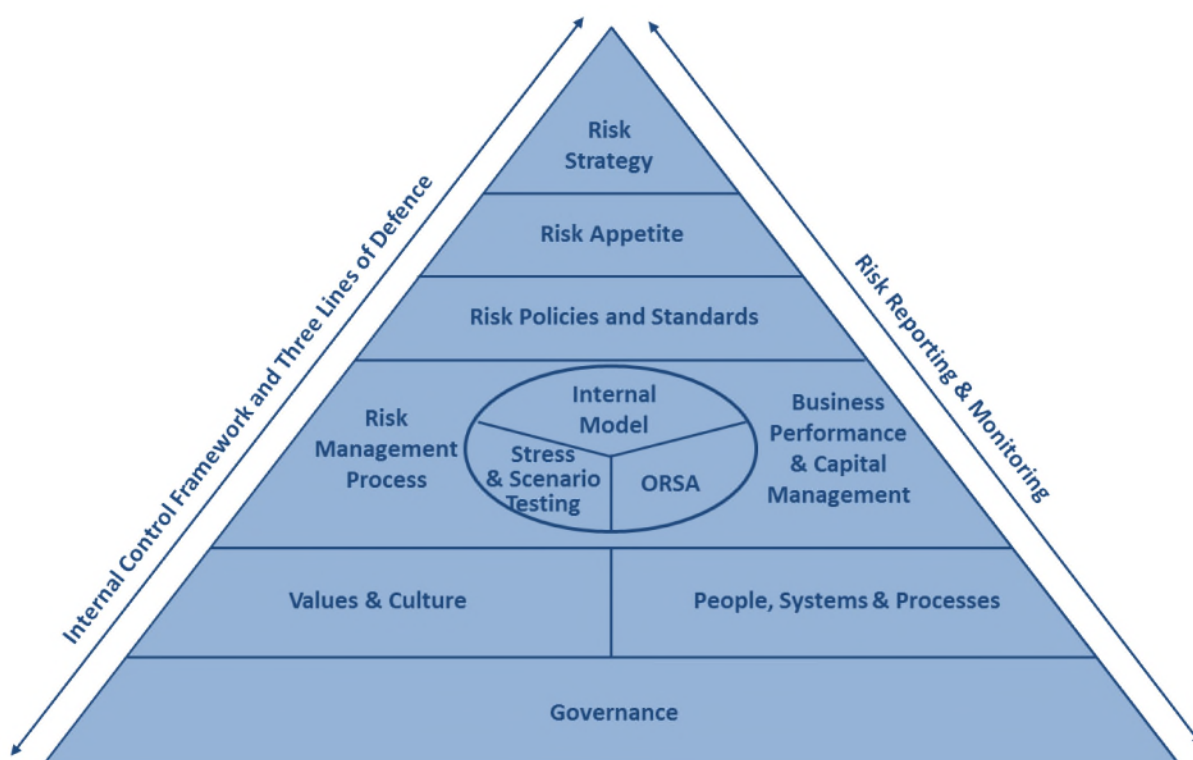 Risk
Strategy
Risk Appetite
Risk Policies and Standards
Internal Control Framework and Three Lines of Defence
Risk Reporting & Monitoring
Risk
Management
Process
Internal
Model
Stress
& Scenario
Testing
ORSA
Business
Performance
& Capital
Management
Values & Culture
People, Systems & Processes
Governance